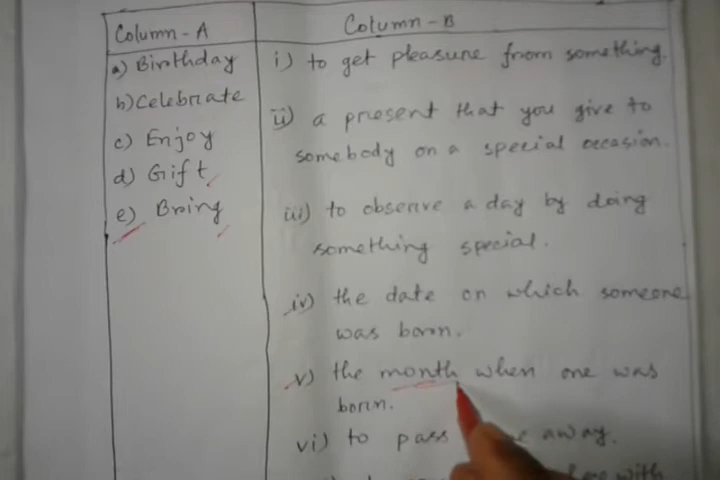 Column - A
Column - B
a) Birthday
i) to get pleasure from something.
b) Celebrate
ii) a present that you give to
c) Enjoy
somebody on a special occasion.
d) Gift
e) Bring
iii) to observe a day by doing
something special.
iv) the date on which someone
was born.
v) the month when one was
born.
vi) to pass away.
with